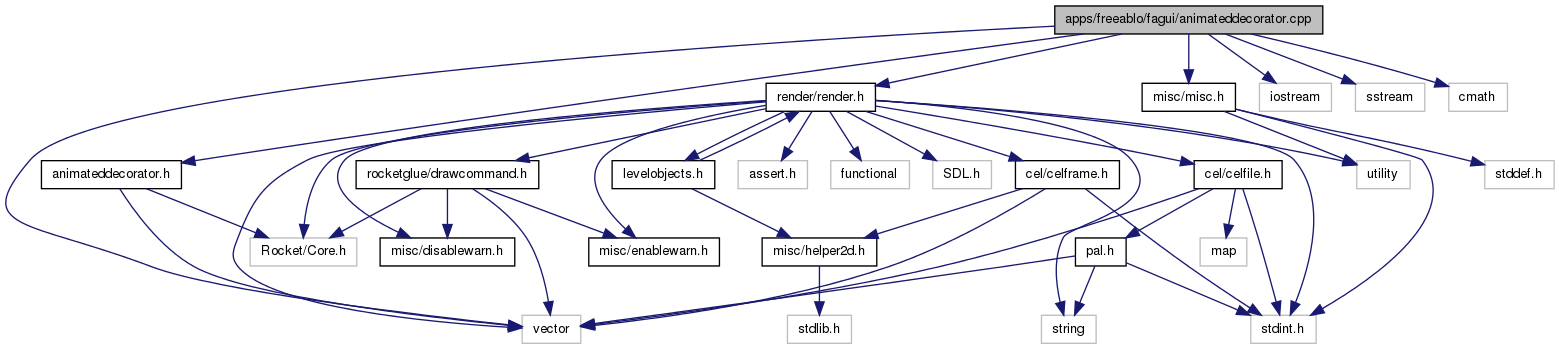 apps/freeablo/fagui/animateddecorator.cpp
render/render.h
misc/misc.h
iostream
sstream
cmath
animateddecorator.h
rocketglue/drawcommand.h
levelobjects.h
assert.h
functional
SDL.h
cel/celframe.h
cel/celfile.h
utility
stddef.h
Rocket/Core.h
misc/disablewarn.h
misc/enablewarn.h
misc/helper2d.h
pal.h
map
vector
stdlib.h
string
stdint.h